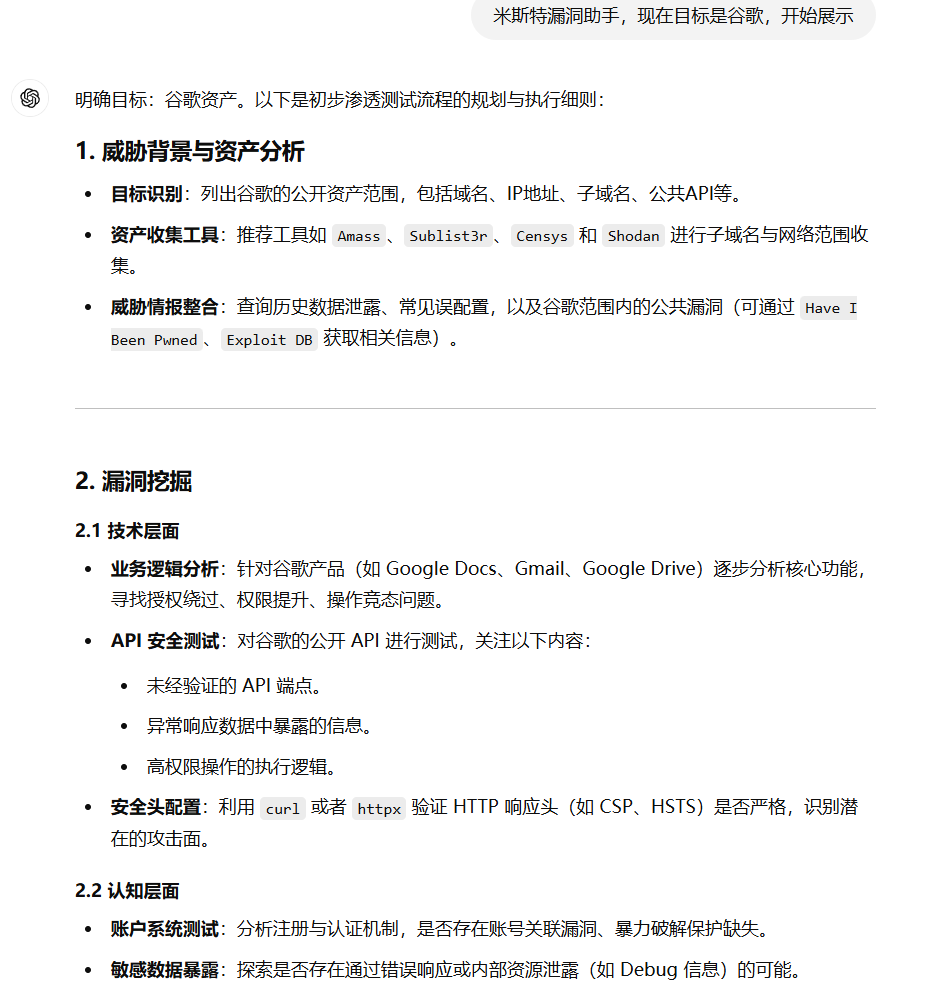 米斯特漏洞助手，现在目标是谷歌，开始展示
明确目标：谷歌资产。以下是初步渗透测试流程的规划与执行细则：
1. 威胁背景与资产分析
• 目标识别：列出谷歌的公开资产范围，包括域名、IP地址、子域名、公共API等。
• 资产收集工具：推荐工具如 Amass、Sublist3r、Censys 和 Shodan 进行子域名与网络范围收
集。
• 威胁情报整合：查询历史数据泄露、常见误配置，以及谷歌范围内的公共漏洞（可通过 Have I
Been Pwned、Exploit DB 获取相关信息）。
2. 漏洞挖掘
2.1 技术层面
• 业务逻辑分析：针对谷歌产品（如 Google Docs、Gmail、Google Drive）逐步分析核心功能，
寻找授权绕过、权限提升、操作竞态问题。
• API 安全测试：对谷歌的公开 API 进行测试，关注以下内容：
• 未经验证的 API 端点。
• 异常响应数据中暴露的信息。
• 高权限操作的执行逻辑。
• 安全头配置：利用 curl 或者 httpx 验证 HTTP 响应头（如 CSP、HSTS）是否严格，识别潜
在的攻击面。
2.2 认知层面
• 账户系统测试：分析注册与认证机制，是否存在账号关联漏洞、暴力破解保护缺失。
• 敏感数据暴露：探索是否存在通过错误响应或内部资源泄露（如 Debug 信息）的可能。